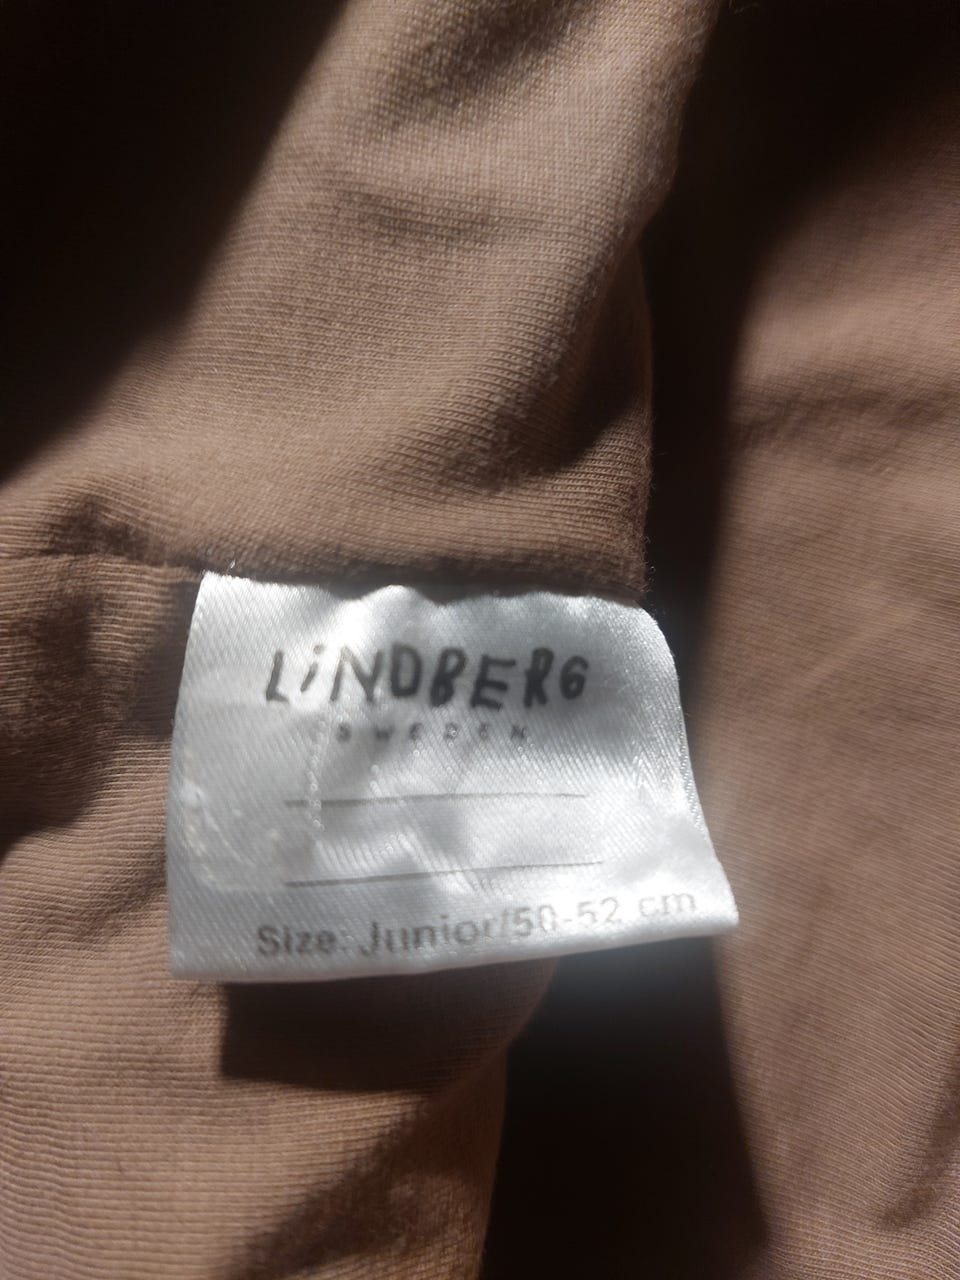 LiNDBERG
SWEDEN
Size: Junior/50-52 cm